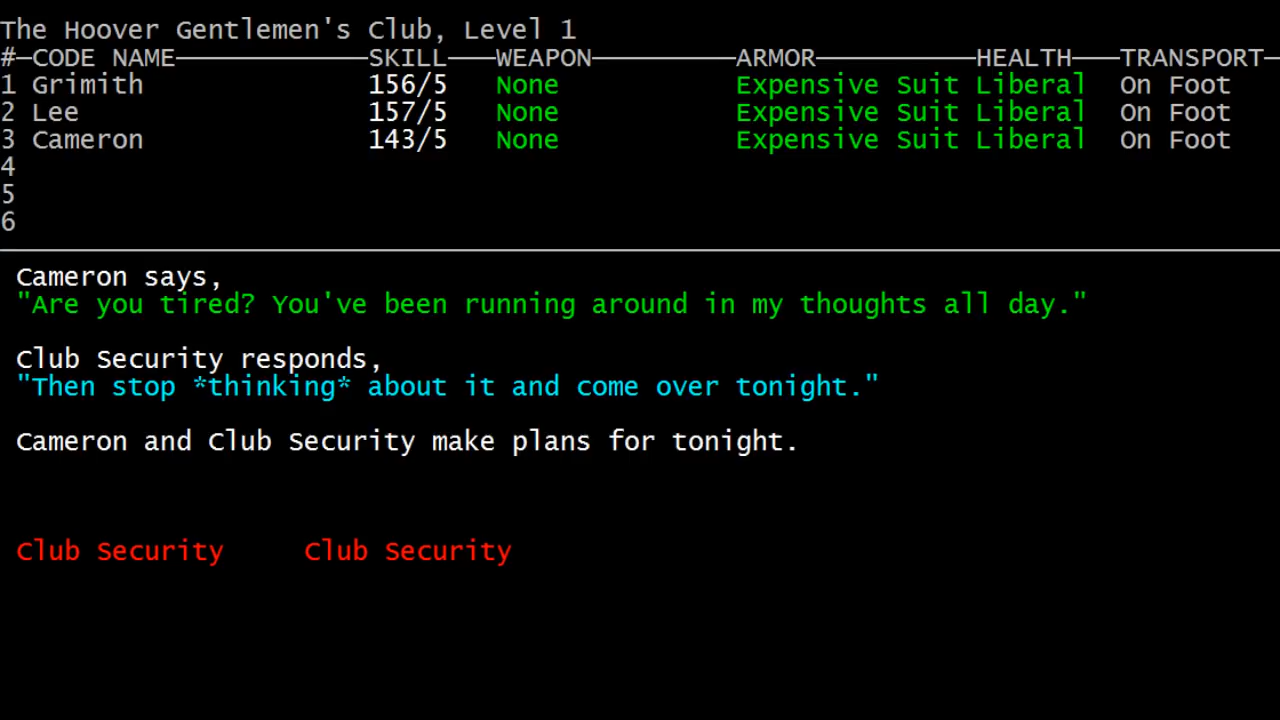 The Hoover Gentlemen's Club, Level 1
#—CODE NAME————————————SKILL———WEAPON—————————ARMOR——————————HEALTH———TRANSPORT—
1 Grimith 156/5 None Expensive Suit Liberal On Foot
2 Lee 157/5 None Expensive Suit Liberal On Foot
3 Cameron 143/5 None Expensive Suit Liberal On Foot
4
5
6
Cameron says,
"Are you tired? You've been running around in my thoughts all day."
Club Security responds,
"Then stop *thinking* about it and come over tonight."
Cameron and Club Security make plans for tonight.
Club Security Club Security